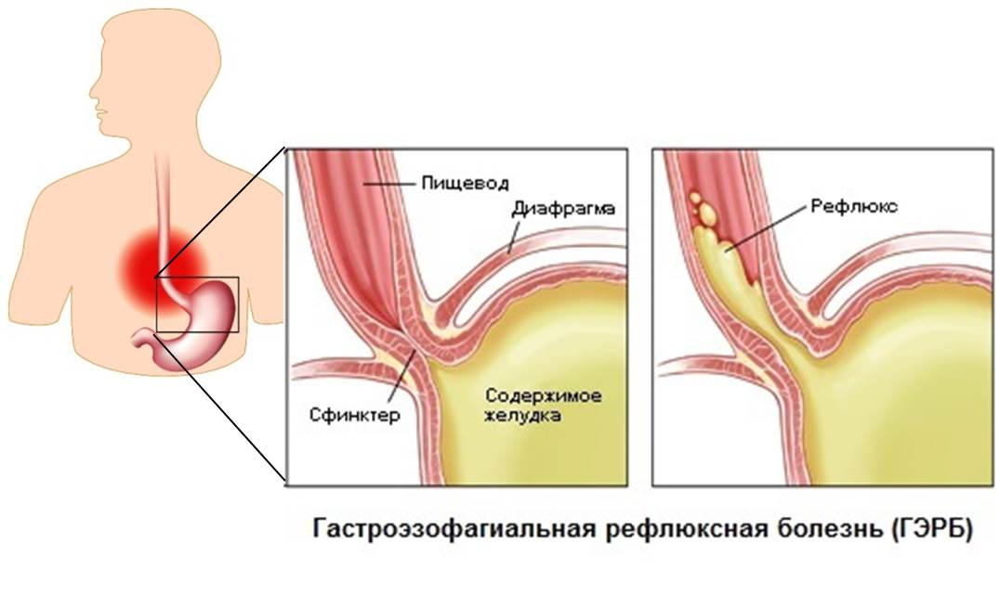 Пищевод
Диафрагма
Сфинктер
Содержимое
желудка
Рефлюкс
Гастроэзофагиальная рефлюксная болезнь (ГЭРБ)